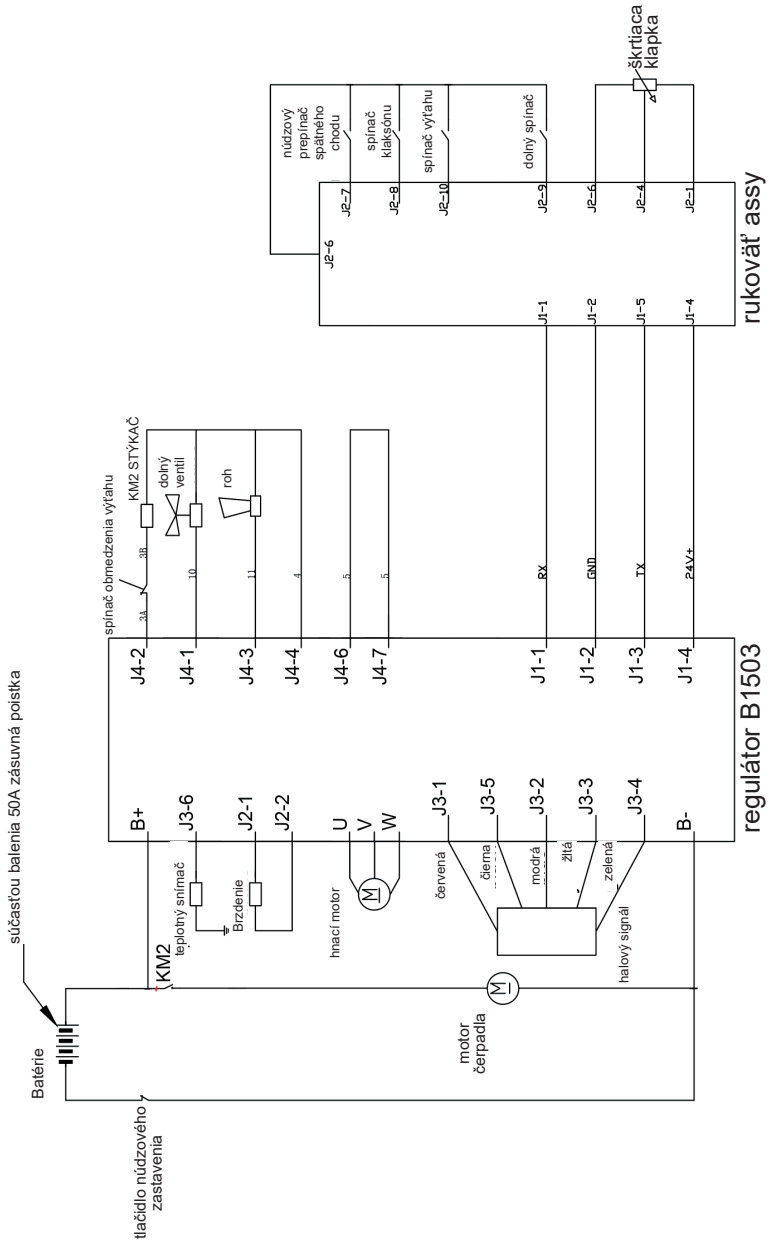 súčasťou balenia 50A zásuvná poistka
Batérie
tlačidlo núdzového
zastavenia
KM2
motor
čerpadla
teplotný snímač
Brzdenie
hnací motor
M
M
halový signál
červená
čierna
modrá
žltá
zelená
B+
J3-6
J2-1
J2-2
U
V
W
J3-1
J3-5
J3-2
J3-3
J3-4
B-
regulátor B1503
J4-2
J4-1
J4-3
J4-4
J4-6
J4-7
J1-1
J1-2
J1-3
J1-4
spínač obmedzenia výťahu
3A
3B
KM2 STÝKAČ
10
dolný
ventil
11
roh
4
5
5
RX
GND
TX
24V+
J1-1
J1-2
J1-5
J1-4
rukoväť assy
J2-6
J2-7
J2-8
J2-10
J2-9
J2-6
J2-4
J2-1
núdzový
prepínač
spätného
chodu
spínač
klaksónu
spínač výťahu
dolný spínač
škrtiaca
klapka